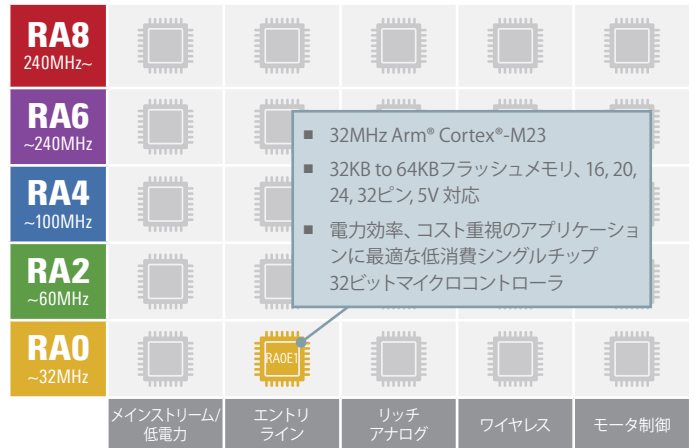 RA8
240MHz~
RA6
~240MHz
RA4
~100MHz
RA2
~60MHz
RA0
~32MHz
■ 32MHz Arm® Cortex®-M23
■ 32KB to 64KBフラッシュメモリ、16, 20,
24, 32ピン, 5V 対応
■ 電力効率、コスト重視のアプリケーショ
ンに最適な低消費シングルチップ
32ビットマイクロコントローラ
RA0E1
メインストリーム/
低電力
エントリ
ライン
リッチ
アナログ
ワイヤレス
モータ制御